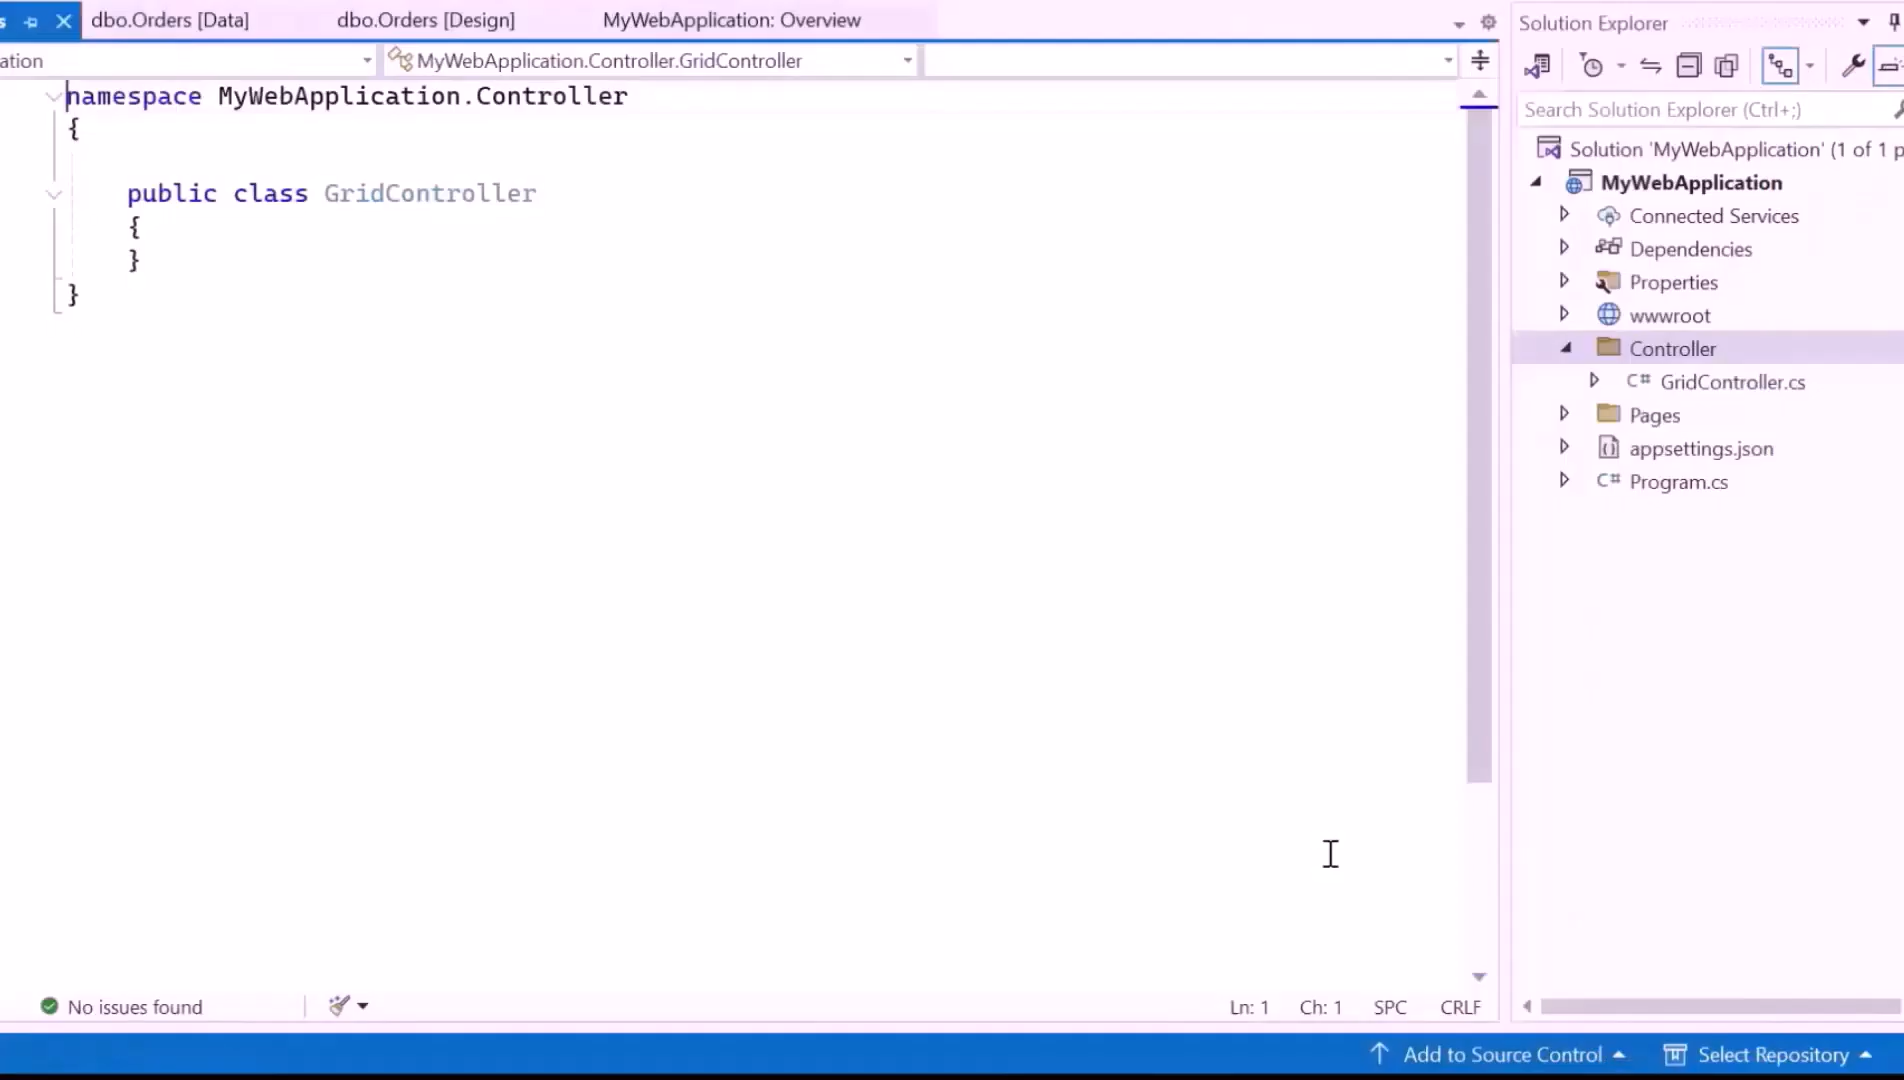 s
dbo.Orders [Data]
dbo.Orders [Design]
MyWebApplication: Overview
ation
MyWebApplication.Controller.GridController
namespace MyWebApplication.Controller
{
public class GridController
{
}
}
No issues found
Ln: 1
Ch: 1
SPC
CRLF
Solution Explorer
Search Solution Explorer (Ctrl+;)
Solution 'MyWebApplication' (1 of 1 p
MyWebApplication
Connected Services
Dependencies
Properties
wwwroot
Controller
C# GridController.cs
Pages
appsettings.json
C# Program.cs
Add to Source Control
Select Repository